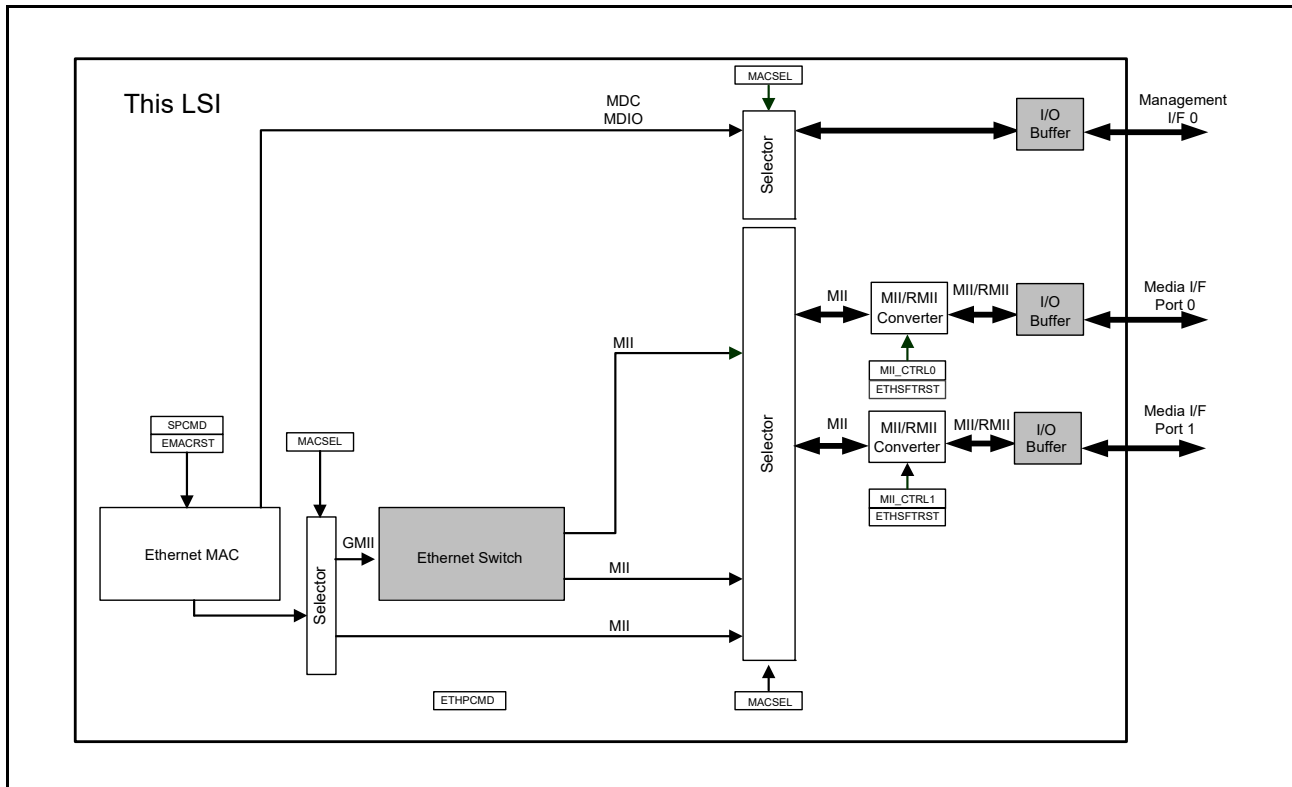 This LSI
MACSEL
MDC
MDIO
Selector
I/O
Buffer
Management
I/F 0
MII
MII/RMII
Converter
MII/RMII
I/O
Buffer
Media I/F
Port 0
MII_CTRL0
ETHSFTRST
MII
Selector
MII
MII/RMII
Converter
MII/RMII
I/O
Buffer
Media I/F
Port 1
MII_CTRL1
ETHSFTRST
SPCMD
EMACRST
MACSEL
Ethernet MAC
Selector
GMII
Ethernet Switch
MII
MII
ETHPCMD
MACSEL